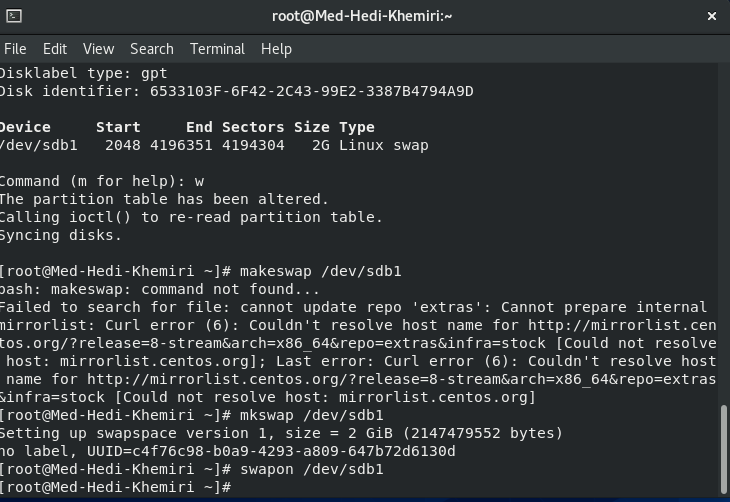 root@Med-Hedi-Khemiri:~
File Edit View Search Terminal Help
Disklabel type: gpt
Disk identifier: 6533103F-6F42-2C43-99E2-3387B4794A9D
Device Start End Sectors Size Type
/dev/sdb1 2048 4196351 4194304 2G Linux swap
Command (m for help): w
The partition table has been altered.
Calling ioctl() to re-read partition table.
Syncing disks.
[root@Med-Hedi-Khemiri ~]# makeswap /dev/sdb1
bash: makeswap: command not found...
Failed to search for file: cannot update repo 'extras': Cannot prepare internal
mirrorlist: Curl error (6): Couldn't resolve host name for http://mirrorlist.cen
tos.org/?release=8-stream&arch=x86_64&repo=extras&infra=stock [Could not resolve
host: mirrorlist.centos.org]; Last error: Curl error (6): Couldn't resolve host
name for http://mirrorlist.centos.org/?release=8-stream&arch=x86_64&repo=extras
&infra=stock [Could not resolve host: mirrorlist.centos.org]
[root@Med-Hedi-Khemiri ~]# mkswap /dev/sdb1
Setting up swapspace version 1, size = 2 GiB (2147479552 bytes)
no label, UUID=c4f76c98-b0a9-4293-a809-647b72d6130d
[root@Med-Hedi-Khemiri ~]# swapon /dev/sdb1
[root@Med-Hedi-Khemiri ~]#